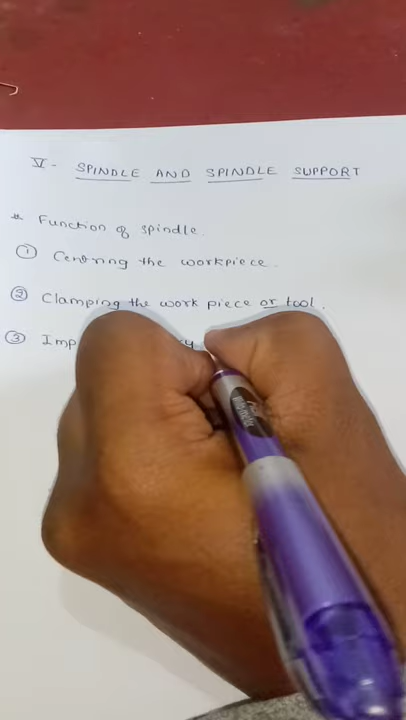 V- SPINDLE AND SPINDLE SUPPORT
* Function of spindle.
① Centring the workpiece.
② Clamping the work piece or tool.
③